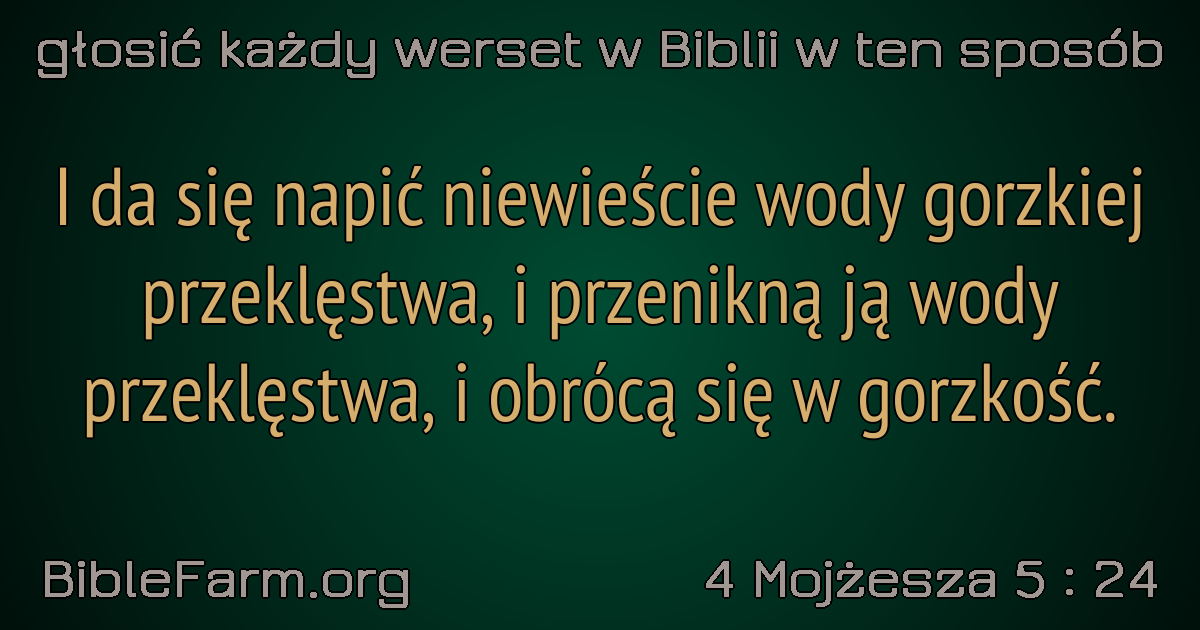 głosić każdy werset w Biblii w ten sposób
I da się napić niewieście wody gorzkiej
przeklęstwa, i przenikną ją wody
przeklęstwa, i obrócą się w gorzkość.
BibleFarm.org
4 Mojżesza 5 : 24